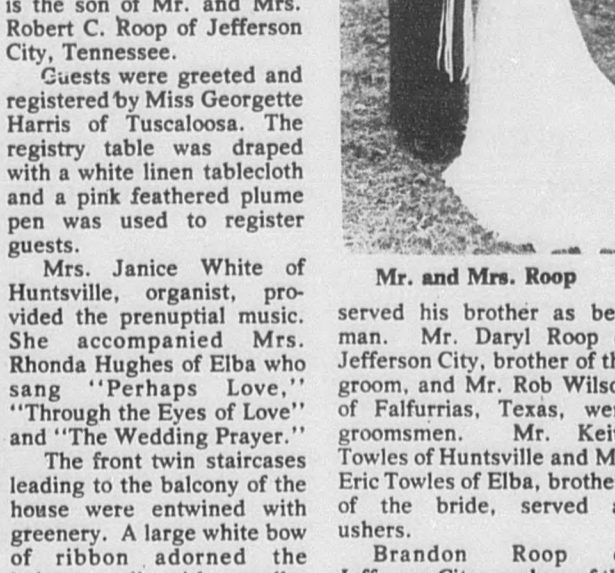 is the son of Mr. and Mrs.
Robert C. Roop of Jefferson
City, Tennessee.
Guests were greeted and
registered by Miss Georgette
Harris of Tuscaloosa. The
registry table was draped
with a white linen tablecloth
and a pink feathered plume
pen was used to register
guests.
Mrs. Janice White of
Huntsville, organist, pro-
vided the prenuptial music.
She accompanied Mrs.
Rhonda Hughes of Elba who
sang "Perhaps Love,"
"Through the Eyes of Love"
and "The Wedding Prayer."
The front twin staircases
leading to the balcony of the
house were entwined with
greenery. A large white bow
of ribbon adorned the
Mr. and Mrs. Roop
served his brother as be
man. Mr. Daryl Roop
Jefferson City, brother of th
groom, and Mr. Rob Wilso
of Falfurrias, Texas, wer
groomsmen. Mr. Kei
Towles of Huntsville and M
Eric Towles of Elba, brothe
of the bride, served a
ushers.
Brandon Roop